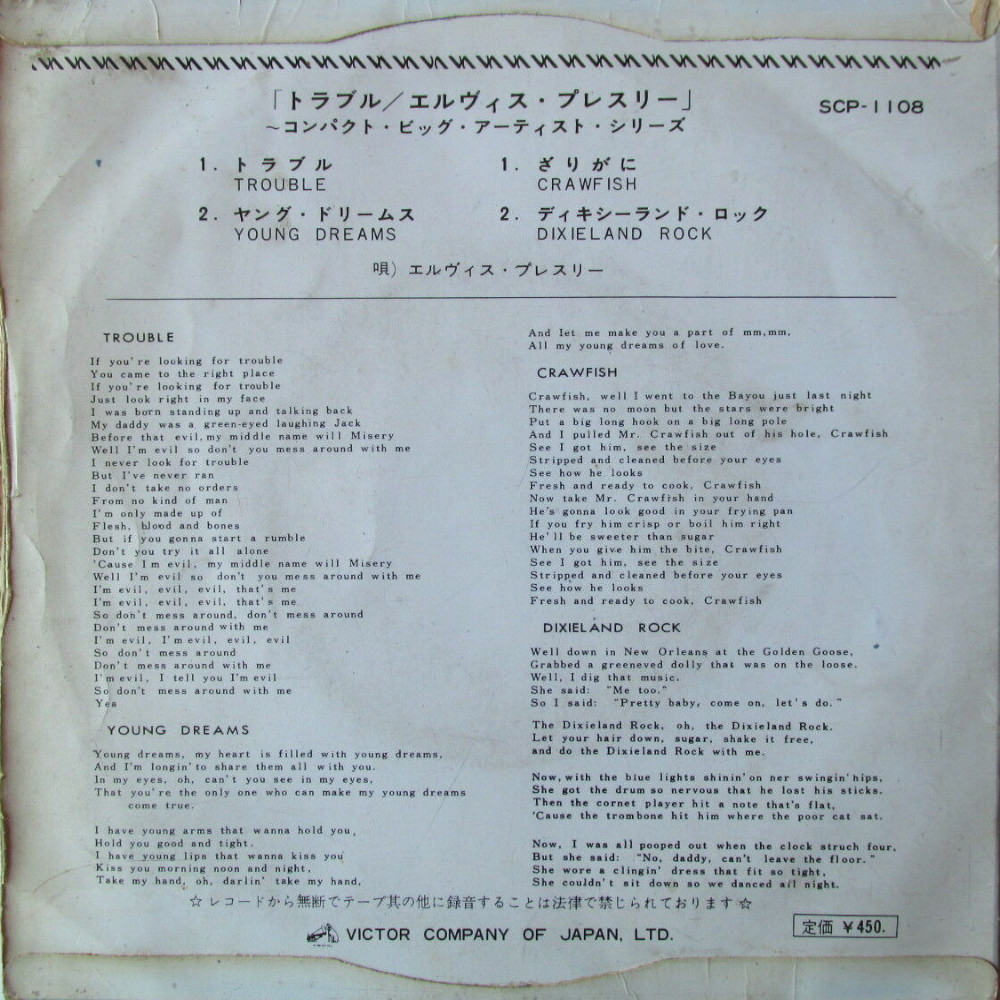 「トラブル／エルヴィス・プレスリー」
SCP-1108
～コンパクト・ビッグ・アーティスト・シリーズ
1. トラブル
TROUBLE
2. ヤング・ドリームス
YOUNG DREAMS
1. ざりがに
CRAWFISH
2. ディキシーランド・ロック
DIXIELAND ROCK
唄）エルヴィス・プレスリー
TROUBLE
If you're looking for trouble
You came to the right place
If you're looking for trouble
Just look right in my face
I was born standing up and talking back
My daddy was a green-eyed laughing Jack
Before that evil, my middle name will Misery
Well I'm evil so don't you mess around with me
I never look for trouble
But I've never ran
I don't take no orders
From no kind of man
I'm only made up of
Flesh, blood and bones
But if you gonna start a rumble
Don't you try it all alone
'Cause I m evil, my middle name will Misery
Well I'm evil so don't you mess around with me
I'm evil, evil, evil, that's me
I'm evil, evil, evil, that's me
So don't mess around, don't mess around
Don't mess around with me
I'm evil, I'm evil, evil, evil
So don't mess around
Don't mess around with me
I'm evil, I tell you I'm evil
So don't mess around with me
Yea
YOUNG DREAMS
Young dreams, my heart is filled with young dreams,
And I'm longin' to share them all with you.
In my eyes, oh, can't you see in my eyes,
That you're the only one who can make my young dreams
come true.
I have young arms that wanna hold you,
Hold you good and tight.
I have young lips that wanna kiss you
Kiss you morning noon and night,
Take my hand, oh, darlin' take my hand,
And let me make you a part of mm,mm,
All my young dreams of love.
CRAWFISH
Crawfish, well I went to the Bayou just last night
There was no moon but the stars were bright
Put a big long hook on a big long pole
And I pulled Mr. Crawfish out of his hole, Crawfish
See I got him, see the size
Stripped and cleaned before your eyes
See how he looks
Fresh and ready to cook, Crawfish
Now take Mr. Crawfish in your hand
He's gonna look good in your frying pan
If you fry him crisp or boil him right
He'll be sweeter than sugar
When you give him the bite, Crawfish
See I got him, see the size
Stripped and cleaned before your eyes
See how he looks
Fresh and ready to cook, Crawfish
DIXIELAND ROCK
Well down in New Orleans at the Golden Goose,
Grabbed a greeneved dolly that was on the loose.
Well, I dig that music.
She said: "Me too."
So I said: "Pretty baby, come on, let's do."
The Dixieland Rock, oh, the Dixieland Rock.
Let your hair down, sugar, shake it free,
and do the Dixieland Rock with me.
Now, with the blue lights shinin' on ner swingin' hips,
She got the drum so nervous that he lost his sticks.
Then the cornet player hit a note that's flat,
'Cause the trombone hit him where the poor cat sat.
Now, I was all pooped out when the clock struch four,
But she said: "No, daddy, can't leave the floor."
She wore a clingin' dress that fit so tight,
She couldn't sit down so we danced all night.
☆レコードから無断でテープ其の他に録音することは法律で禁じられております☆
VICTOR COMPANY OF JAPAN, LTD.
定価 ¥450.